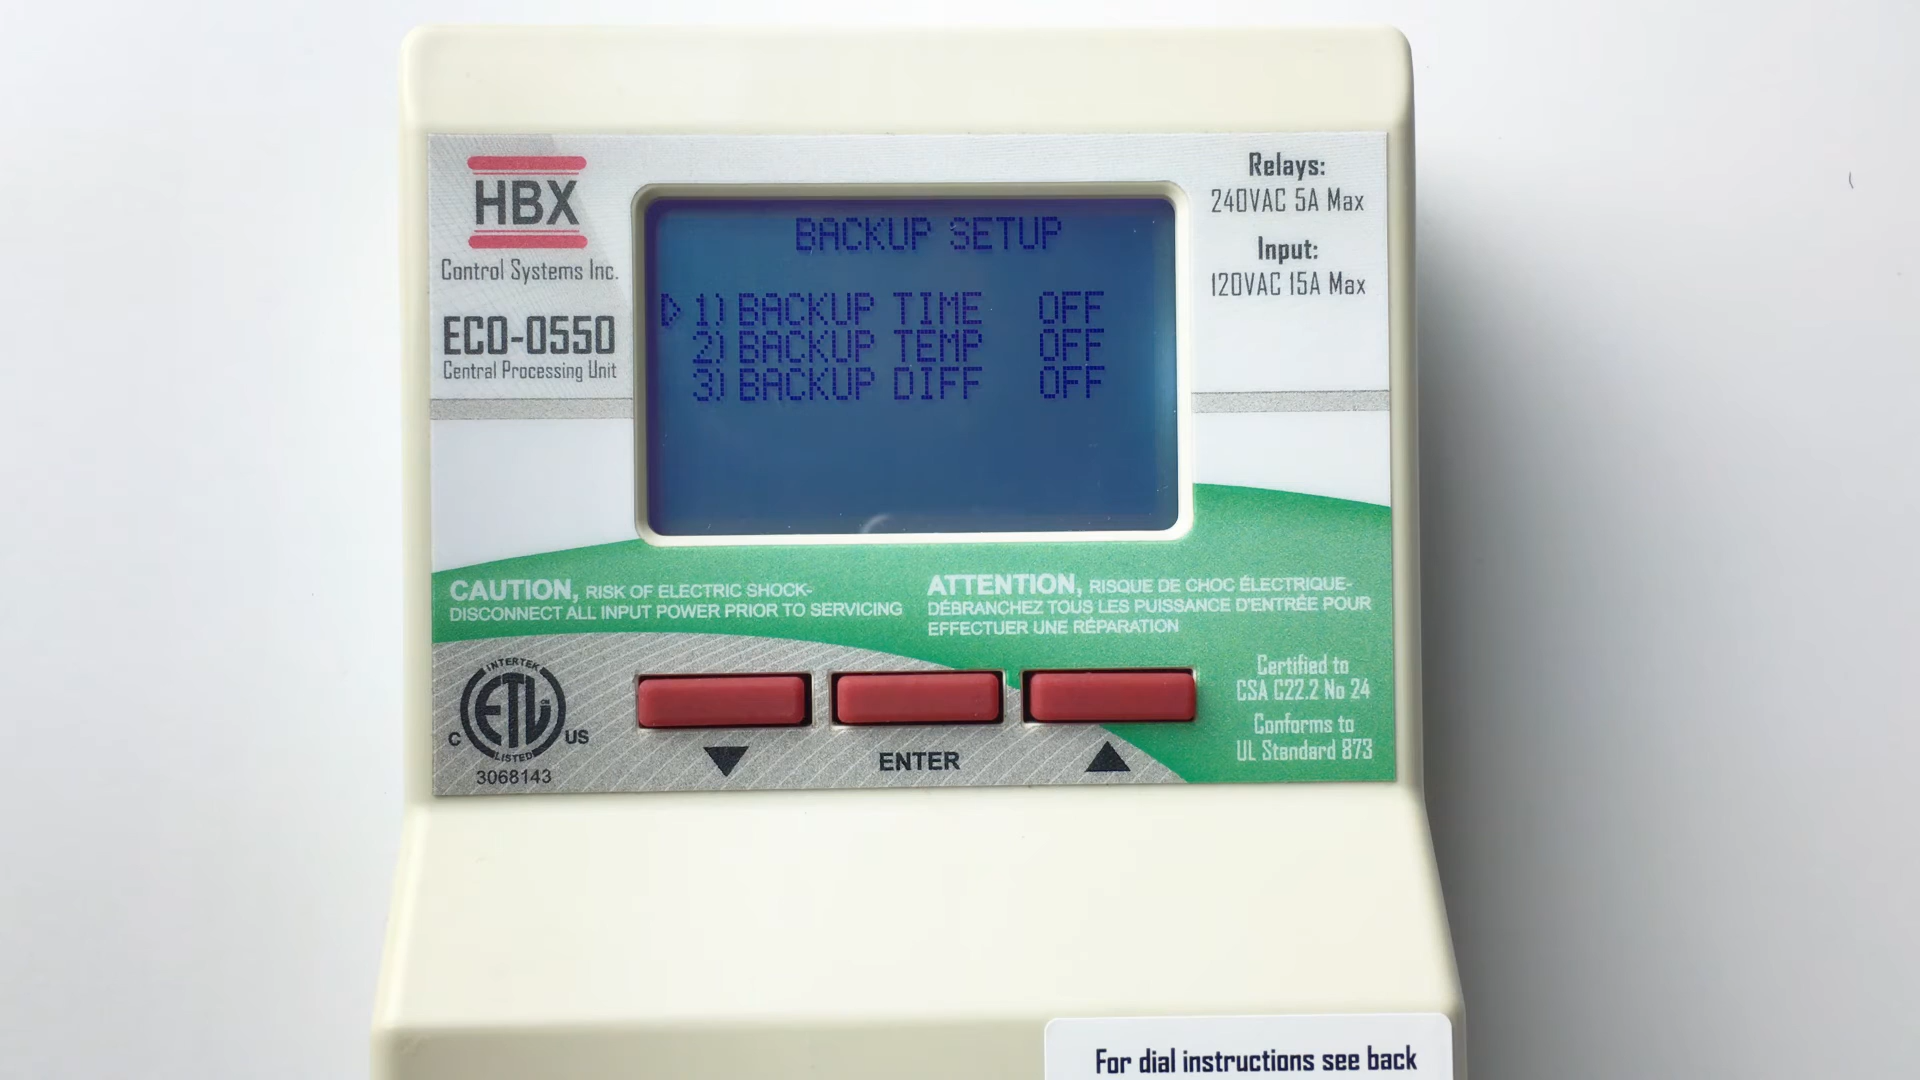 HBX
Control Systems Inc.
ECO-0550
Central Processing Unit
BACKUP SETUP
1) BACKUP TIME OFF
2) BACKUP TEMP OFF
3) BACKUP DIFF OFF
Relays:
240VAC 5A Max
Input:
120VAC 15A Max
CAUTION, RISK OF ELECTRIC SHOCK-
DISCONNECT ALL INPUT POWER PRIOR TO SERVICING
ATTENTION, RISQUE DE CHOC ÉLECTRIQUE-
DÉBRANCHEZ TOUS LES PUISSANCE D'ENTRÉE POUR
EFFECTUER UNE RÉPARATION
INTERTEK
ETL CM
LISTED
C US
3068143
▼ ENTER ▲
Certified to
CSA C22.2 No 24
Conforms to
UL Standard 873
For dial instructions see back